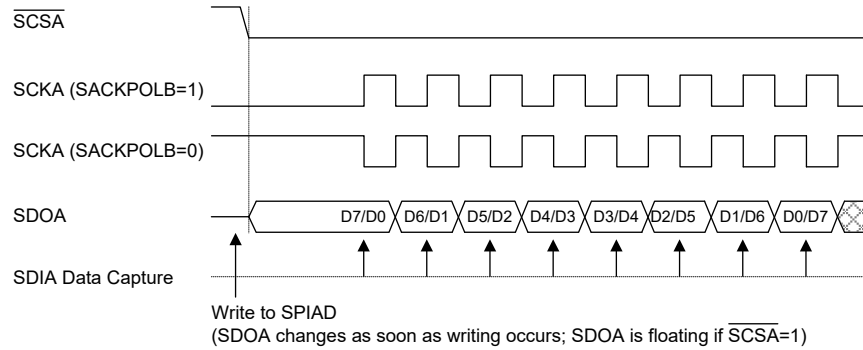 SCSA
SCKA (SACKPOLB=1)
SCKA (SACKPOLB=0)
SDOA
D7/D0 D6/D1 D5/D2 D4/D3 D3/D4 D2/D5 D1/D6 D0/D7
SDIA Data Capture
Write to SPIAD
(SDOA changes as soon as writing occurs; SDOA is floating if SCSA=1)